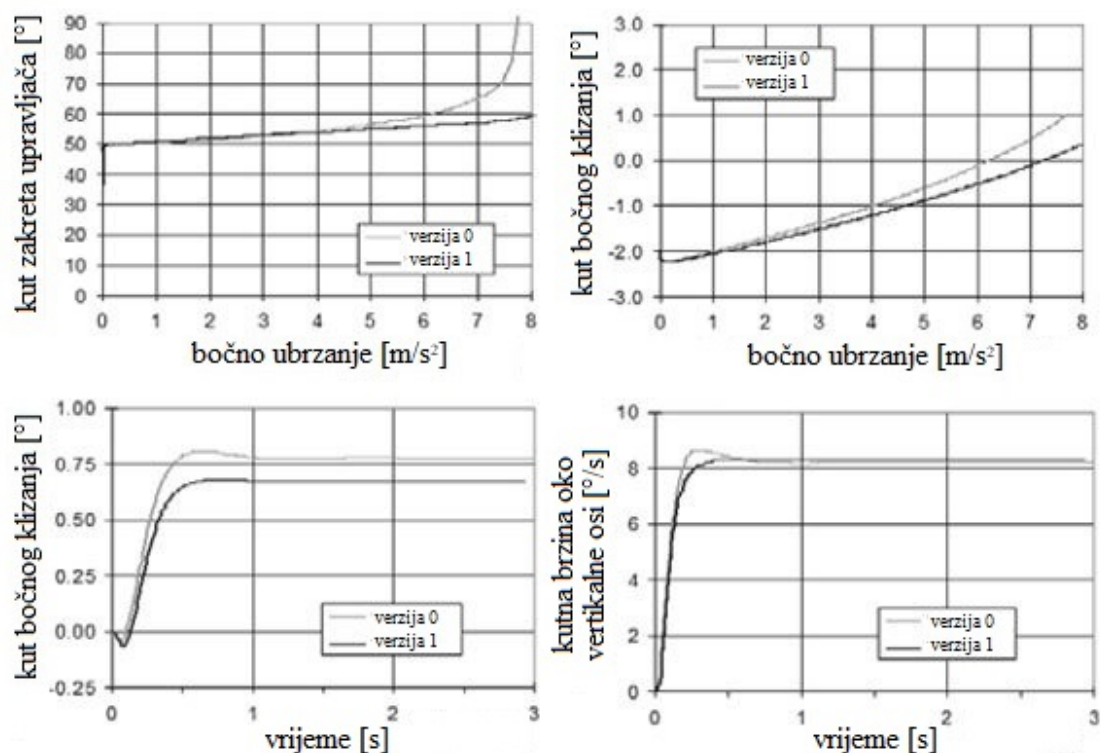 kut zakreta upravljača [°]
90
80
70
60
50
40
30
20
10
0
verzija 0
verzija 1
0 1 2 3 4 5 6 7 8
bočno ubrzanje [m/s²]
kut bočnog klizanja [°]
3.0
2.0
1.0
0.0
-1.0
-2.0
-3.0
verzija 0
verzija 1
0 1 2 3 4 5 6 7 8
bočno ubrzanje [m/s²]
kut bočnog klizanja [°]
1.00
0.75
0.50
0.25
0.00
-0.25
verzija 0
verzija 1
0 1 2 3
vrijeme [s]
kutna brzina oko
vertikalne osi [°/s]
10
8
6
4
2
0
verzija 0
verzija 1
0 1 2 3
vrijeme [s]